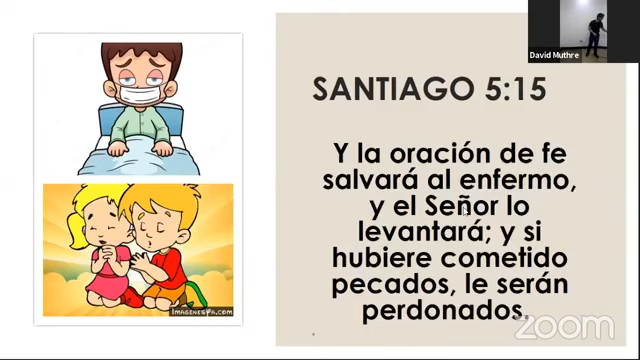 David Muthre
SANTIAGO 5:15
Y la oración de fe
salvará al enfermo,
y el Señor lo
levantará; y si
hubiere cometido
pecados, le serán
perdonados.
IMAGENESPA.COM
zoom